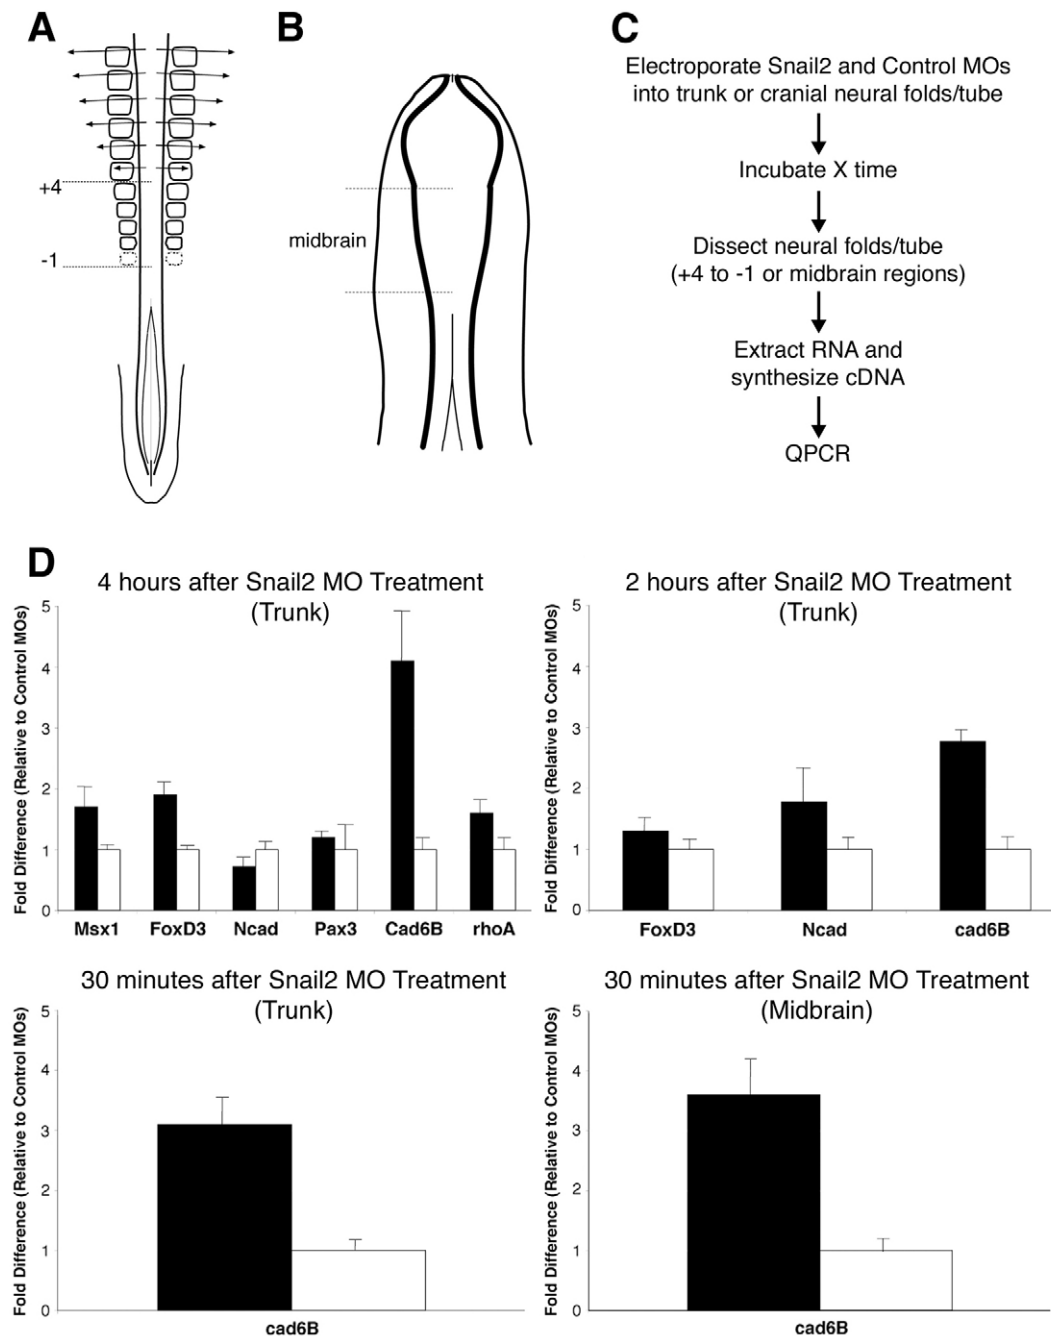 A
+4
-1
B
midbrain
C
Electroporate Snail2 and Control MOs
into trunk or cranial neural folds/tube
Incubate X time
Dissect neural folds/tube
(+4 to -1 or midbrain regions)
Extract RNA and
synthesize cDNA
QPCR
D
4 hours after Snail2 MO Treatment
(Trunk)
Fold Difference (Relative to Control MOs)
5
4
3
2
1
0
Msx1 FoxD3 Ncad Pax3 Cad6B rhoA
2 hours after Snail2 MO Treatment
(Trunk)
Fold Difference (Relative to Control MOs)
5
4
3
2
1
0
FoxD3 Ncad cad6B
30 minutes after Snail2 MO Treatment
(Trunk)
Fold Difference (Relative to Control MOs)
5
4
3
2
1
0
cad6B
30 minutes after Snail2 MO Treatment
(Midbrain)
Fold Difference (Relative to Control MOs)
5
4
3
2
1
0
cad6B